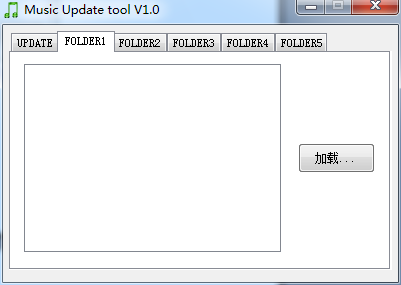 Music Update tool V1.0
UPDATE FOLDER1 FOLDER2 FOLDER3 FOLDER4 FOLDER5
加载...